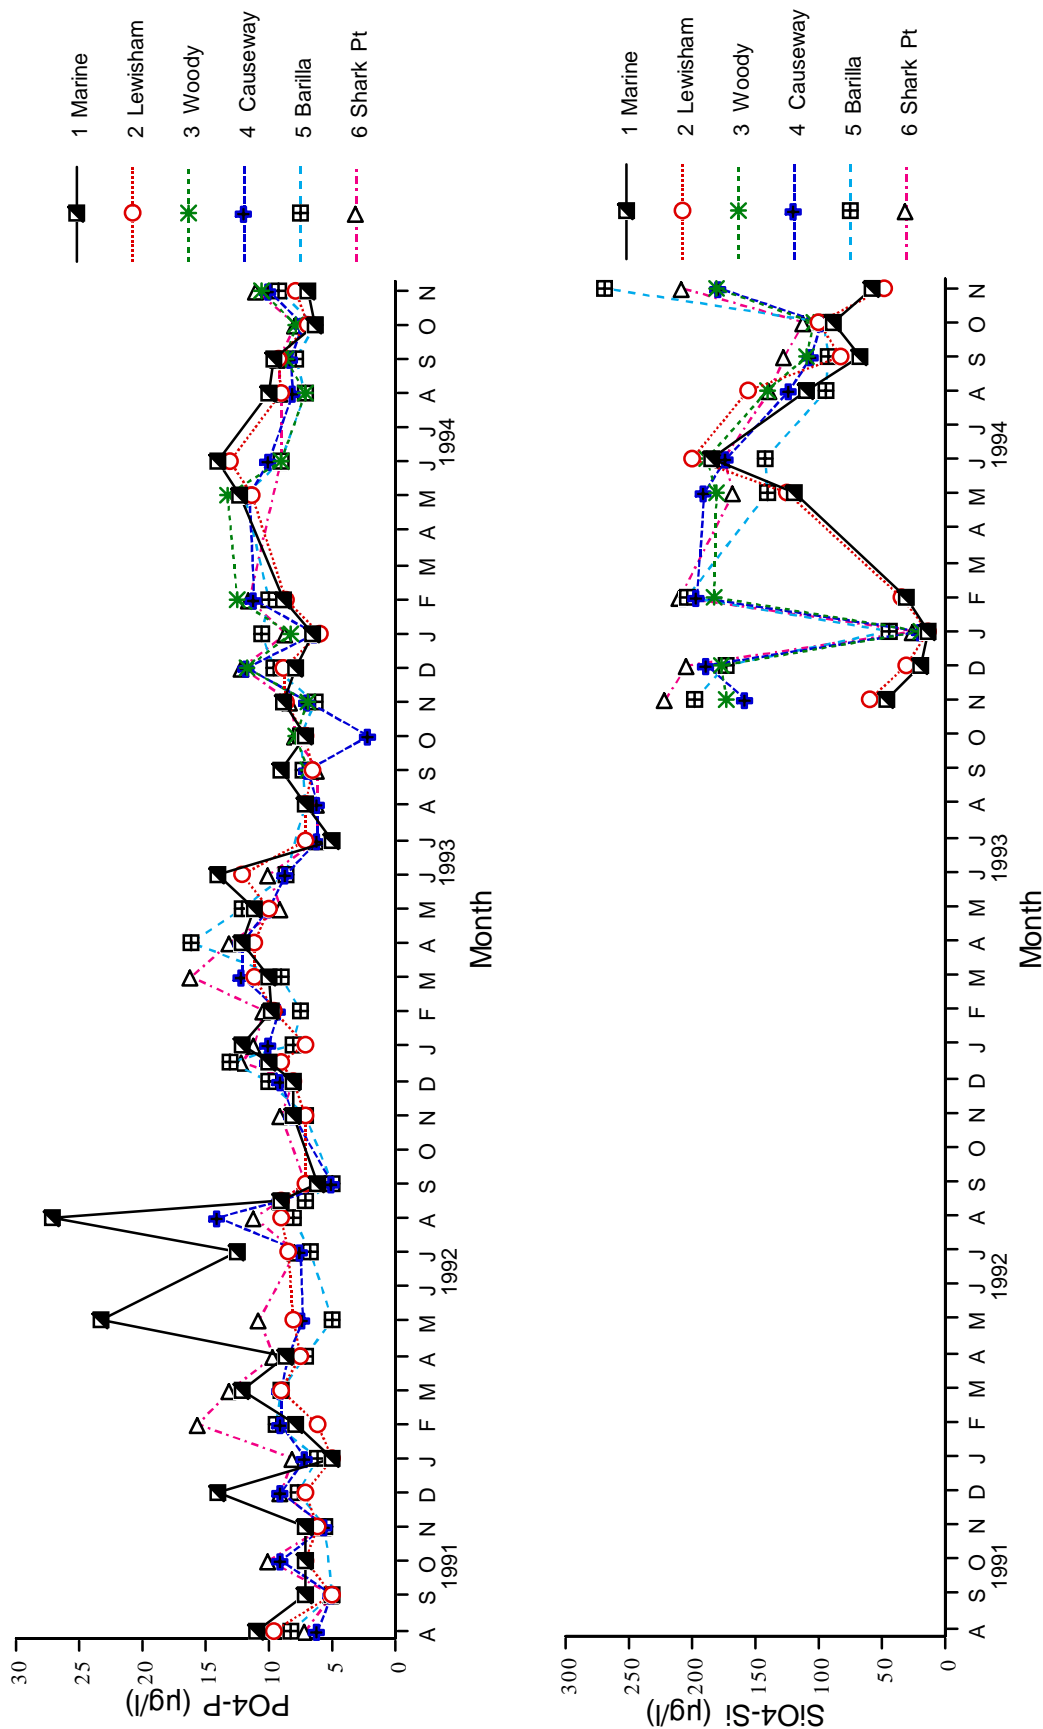 PO4-P (µg/l)
30
25
20
15
10
5
0
A S O N D J F M A M J J A S O N D J F M A M J J A S O N D J F M A M J J A S O N
1991
1992
1993
1994
Month
1 Marine
2 Lewisham
3 Woody
4 Causeway
5 Barilla
6 Shark Pt
SiO4-Si (µg/l)
300
250
200
150
100
50
0
A S O N D J F M A M J J A S O N D J F M A M J J A S O N D J F M A M J J A S O N
1991
1992
1993
1994
Month
1 Marine
2 Lewisham
3 Woody
4 Causeway
5 Barilla
6 Shark Pt